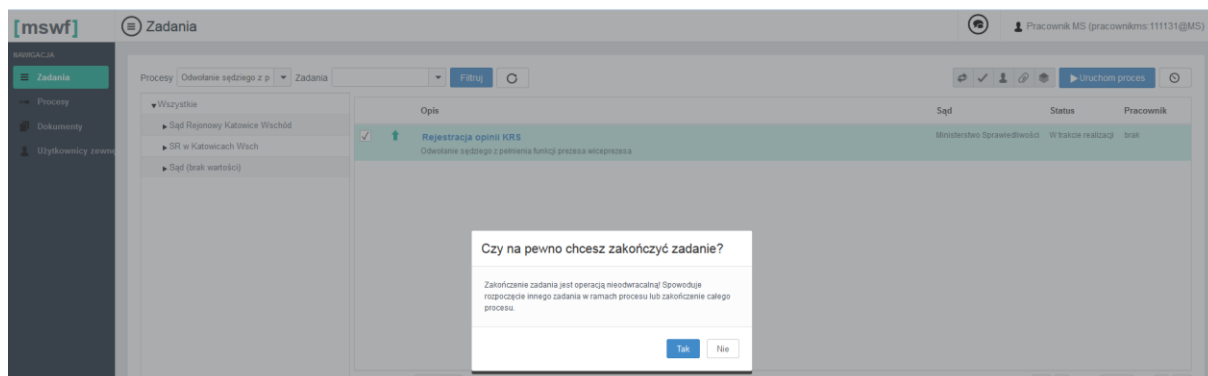 [mswf]
Zadania
Pracownik MS (pracownikms:111131@MS)
NAWIGACJA
Zadania
Procesy
Dokumenty
Użytkownicy zewnę
Procesy Odwołanie sędziego z p Zadania Filtruj Uruchom proces
Wszystkie
Sąd Rejonowy Katowice Wschód
SR w Katowicach Wsch
Sąd (brak wartości)
Opis Sąd Status Pracownik
Rejestracja opinii KRS Ministerstwo Sprawiedliwości W trakcie realizacji brak
Odwołanie sędziego z pełnienia funkcji prezesa wiceprezesa
Czy na pewno chcesz zakończyć zadanie?
Zakończenie zadania jest operacją nieodwracalną! Spowoduje
rozpoczęcie innego zadania w ramach procesu lub zakończanie całego
procesu.
Tak Nie